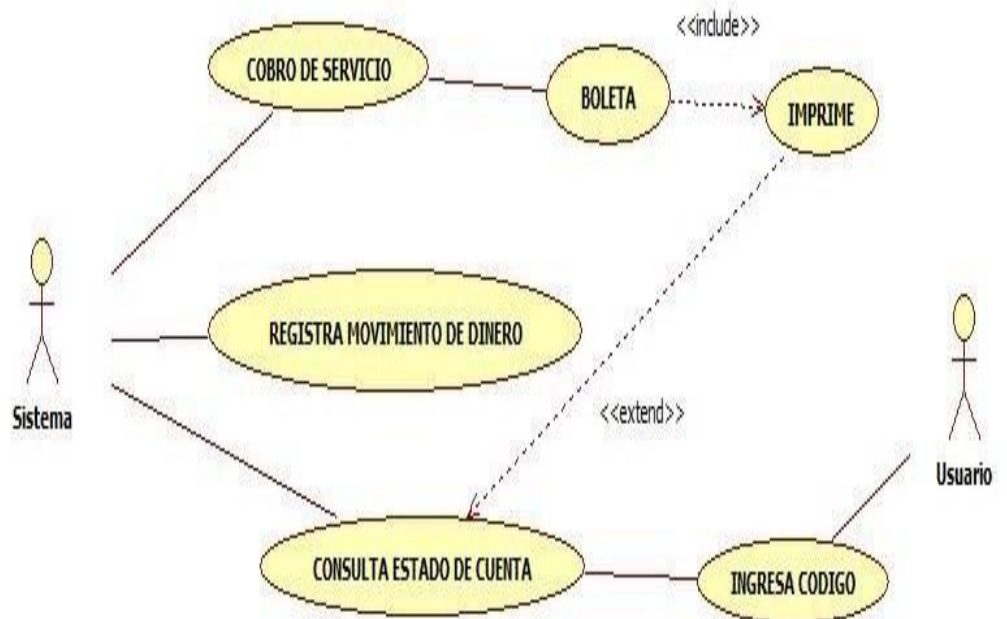 <<include>>
COBRO DE SERVICIO
BOLETA
IMPRIME
REGISTRA MOVIMIENTO DE DINERO
Sistema
<<extend>>
Usuario
CONSULTA ESTADO DE CUENTA
INGRESA CODIGO